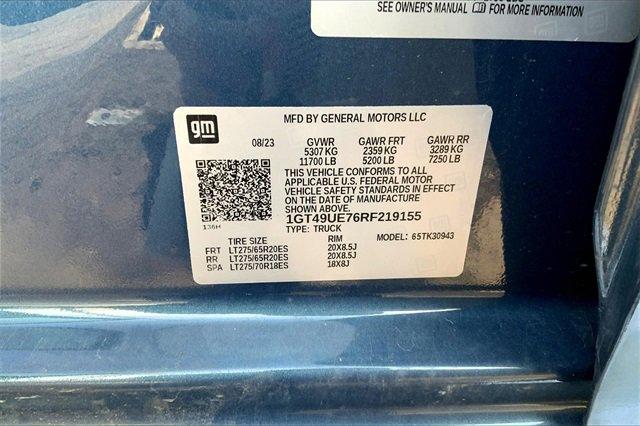 SEE OWNER'S MANUAL FOR MORE INFORMATION
gm
MFD BY GENERAL MOTORS LLC
08/23 GVWR GAWR FRT GAWR RR
5307 KG 2359 KG 3289 KG
11700 LB 5200 LB 7250 LB
THIS VEHICLE CONFORMS TO ALL
APPLICABLE U.S. FEDERAL MOTOR
VEHICLE SAFETY STANDARDS IN EFFECT
ON THE DATE OF MANUFACTURE
SHOWN ABOVE.
1GT49UE76RF219155
136H
TYPE: TRUCK MODEL: 65TK30943
TIRE SIZE RIM
FRT LT275/65R20ES 20X8.5J
RR LT275/65R20ES 20X8.5J
SPA LT275/70R18ES 18X8J